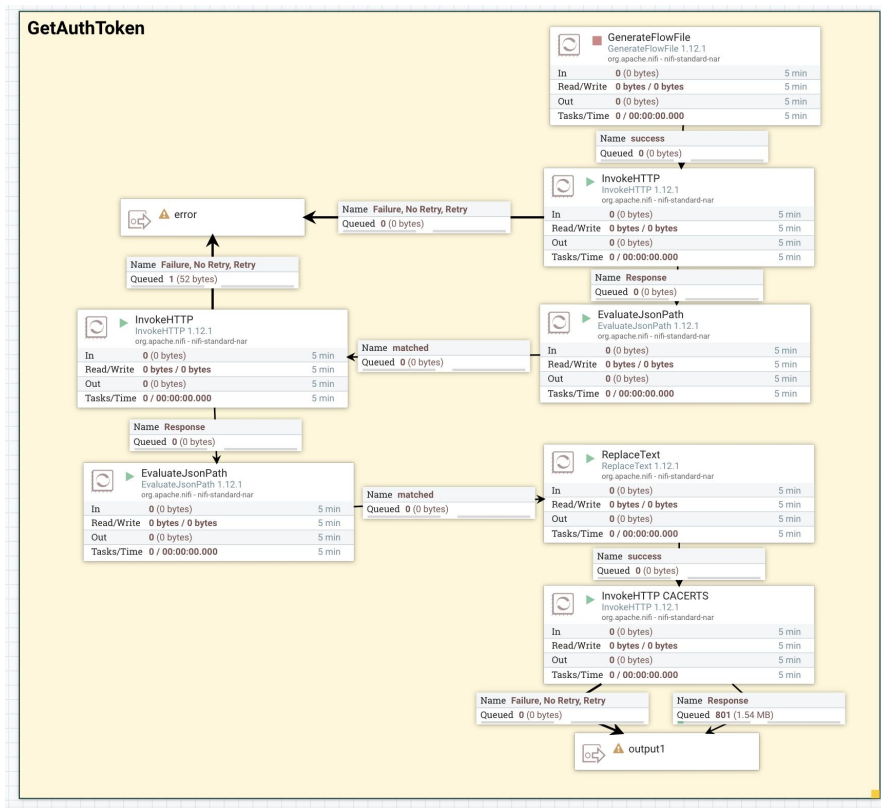 GetAuthToken
GenerateFlowFile
GenerateFlowFile 1.12.1
org.apache.nifi - nifi-standard-nar
In 0 (0 bytes) 5 min
Read/Write 0 bytes / 0 bytes 5 min
Out 0 (0 bytes) 5 min
Tasks/Time 0 / 00:00:00.000 5 min
Name success
Queued 0 (0 bytes)
InvokeHTTP
InvokeHTTP 1.12.1
org.apache.nifi - nifi-standard-nar
In 0 (0 bytes) 5 min
Read/Write 0 bytes / 0 bytes 5 min
Out 0 (0 bytes) 5 min
Tasks/Time 0 / 00:00:00.000 5 min
Name Failure, No Retry, Retry
Queued 0 (0 bytes)
error
Name Failure, No Retry, Retry
Queued 1 (52 bytes)
Name Response
Queued 0 (0 bytes)
EvaluateJsonPath
EvaluateJsonPath 1.12.1
org.apache.nifi - nifi-standard-nar
In 0 (0 bytes) 5 min
Read/Write 0 bytes / 0 bytes 5 min
Out 0 (0 bytes) 5 min
Tasks/Time 0 / 00:00:00.000 5 min
Name matched
Queued 0 (0 bytes)
InvokeHTTP
InvokeHTTP 1.12.1
org.apache.nifi - nifi-standard-nar
In 0 (0 bytes) 5 min
Read/Write 0 bytes / 0 bytes 5 min
Out 0 (0 bytes) 5 min
Tasks/Time 0 / 00:00:00.000 5 min
Name Response
Queued 0 (0 bytes)
EvaluateJsonPath
EvaluateJsonPath 1.12.1
org.apache.nifi - nifi-standard-nar
In 0 (0 bytes) 5 min
Read/Write 0 bytes / 0 bytes 5 min
Out 0 (0 bytes) 5 min
Tasks/Time 0 / 00:00:00.000 5 min
Name matched
Queued 0 (0 bytes)
ReplaceText
ReplaceText 1.12.1
org.apache.nifi - nifi-standard-nar
In 0 (0 bytes) 5 min
Read/Write 0 bytes / 0 bytes 5 min
Out 0 (0 bytes) 5 min
Tasks/Time 0 / 00:00:00.000 5 min
Name success
Queued 0 (0 bytes)
InvokeHTTP CACERTS
InvokeHTTP 1.12.1
org.apache.nifi - nifi-standard-nar
In 0 (0 bytes) 5 min
Read/Write 0 bytes / 0 bytes 5 min
Out 0 (0 bytes) 5 min
Tasks/Time 0 / 00:00:00.000 5 min
Name Failure, No Retry, Retry
Queued 0 (0 bytes)
Name Response
Queued 801 (1.54 MB)
output1